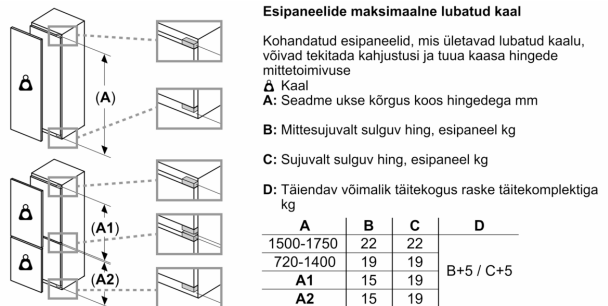 Esipaneelide maksimaalne lubatud kaal
Kohandatud esipaneelid, mis ületavad lubatud kaalu,
võivad tekitada kahjustusi ja tuua kaasa hingede
mittetoimivuse
Kaal
A: Seadme ukse kõrgus koos hingedega mm
B: Mittesujuvalt sulguv hing, esipaneel kg
C: Sujuvalt sulguv hing, esipaneel kg
D: Täiendav võimalik täitekogus raske täitekomplektiga
kg
A B C D
1500-1750 22 22
720-1400 19 19
B+5 / C+5
A1 15 19
A2 15 19
(A)
(A1)
(A2)